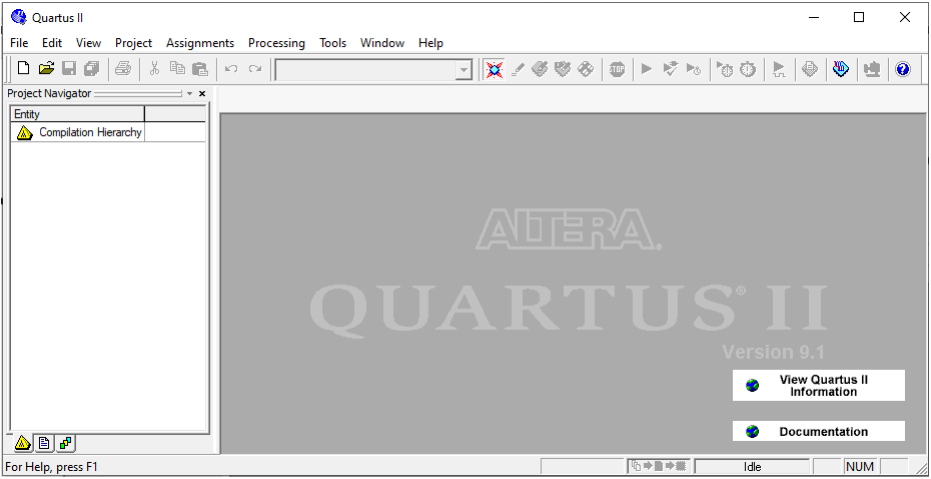 Quartus II
File Edit View Project Assignments Processing Tools Window Help
STOP
Project Navigator
Entity
Compilation Hierarchy
ALTERA.
QUARTUS® II
Version 9.1
View Quartus II
Information
Documentation
For Help, press F1
Idle
NUM